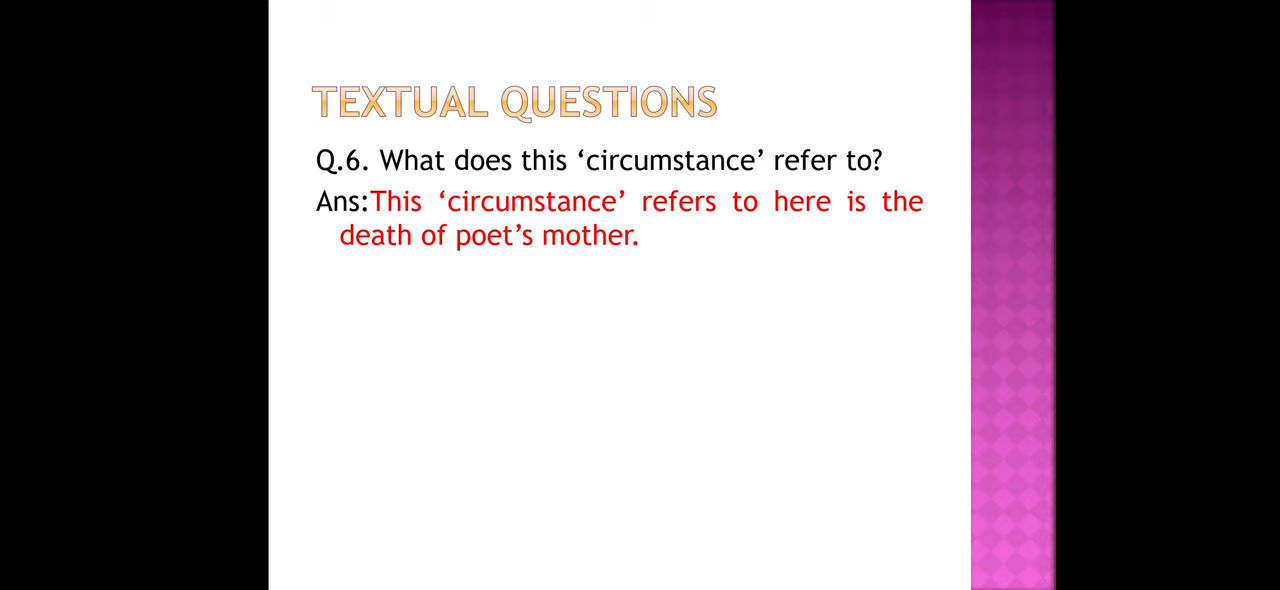 TEXTUAL QUESTIONS
Q.6. What does this ‘circumstance’ refer to?
Ans:This ‘circumstance’ refers to here is the
death of poet’s mother.